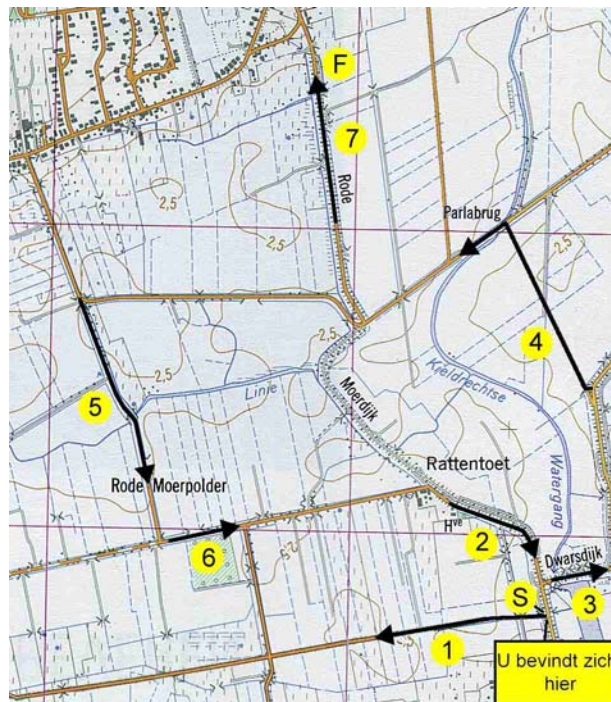 F
7
Rode
Parlabrug
2,5
2,5
4
2,5
2,5
Kieldrechtse
5
Linie
Moerdijk
Rattentoet
Rode Moerpolder
Watergang
Hve
2
6
2,5
Dwarsdijk
S
3
1
U bevindt zich
hier